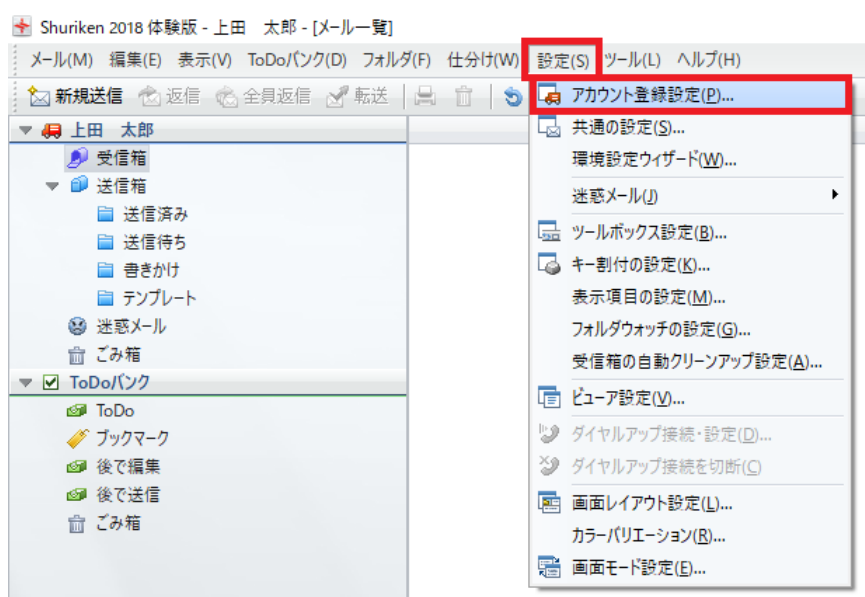 Shuriken 2018 体験版 - 上田　太郎 - [メール一覧]
メール(M) 編集(E) 表示(V) ToDoバンク(D) フォルダ(F) 仕分け(W) 設定(S) ツール(L) ヘルプ(H)
新規送信 返信 全員返信 転送
上田　太郎
受信箱
送信箱
送信済み
送信待ち
書きかけ
テンプレート
迷惑メール
ごみ箱
ToDoバンク
ToDo
ブックマーク
後で編集
後で送信
ごみ箱
アカウント登録設定(P)...
共通の設定(S)...
環境設定ウィザード(W)...
迷惑メール(J)
ツールボックス設定(B)...
キー割付の設定(K)...
表示項目の設定(M)...
フォルダウォッチの設定(G)...
受信箱の自動クリーンアップ設定(A)...
ビューア設定(V)...
ダイヤルアップ接続・設定(D)...
ダイヤルアップ接続を切断(C)
画面レイアウト設定(L)...
カラーバリエーション(R)...
画面モード設定(E)...